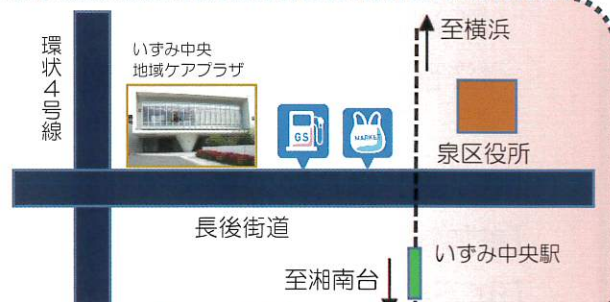 環状4号線
いずみ中央
地域ケアプラザ
GS
MARKET
至横浜
泉区役所
長後街道
いずみ中央駅
至湘南台